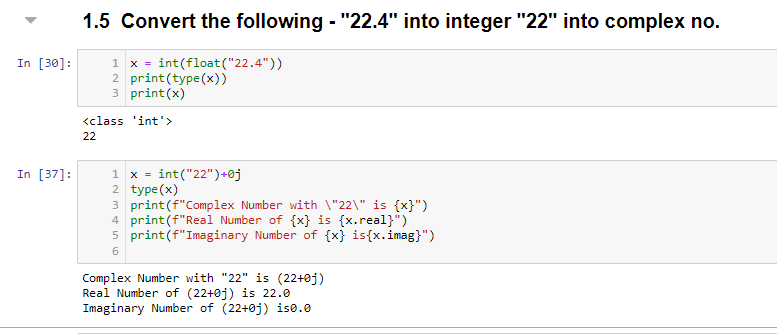 1.5 Convert the following - "22.4" into integer "22" into complex no.
In [30]:
1 x = int(float("22.4"))
2 print(type(x))
3 print(x)
<class 'int'>
22
In [37]:
1 x = int("22")+0j
2 type(x)
3 print(f"Complex Number with \"22\" is {x}")
4 print(f"Real Number of {x} is {x.real}")
5 print(f"Imaginary Number of {x} is{x.imag}")
6
Complex Number with "22" is (22+0j)
Real Number of (22+0j) is 22.0
Imaginary Number of (22+0j) is0.0